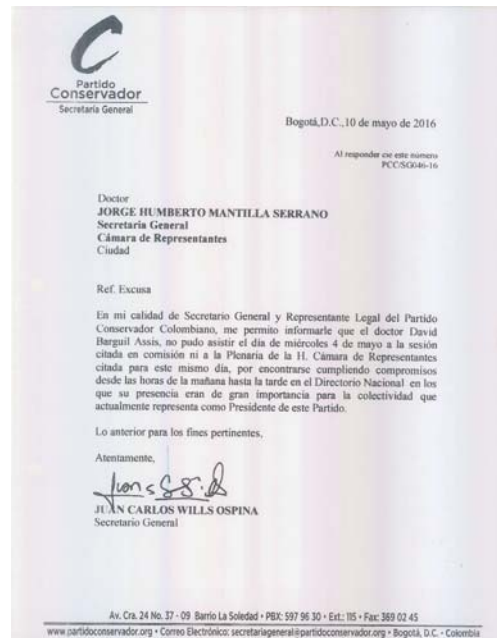 Partido
Conservador
Secretaría General
Bogotá,D.C.,10 de mayo de 2016
Al responder cite este número
PCC/SG046-16
Doctor
JORGE HUMBERTO MANTILLA SERRANO
Secretaria General
Cámara de Representantes
Ciudad
Ref. Excusa
En mi calidad de Secretario General y Representante Legal del Partido
Conservador Colombiano, me permito informarle que el doctor David
Barguil Assis, no pudo asistir el día de miércoles 4 de mayo a la sesión
citada en comisión ni a la Plenaria de la H. Cámara de Representantes
citada para este mismo día, por encontrarse cumpliendo compromisos
desde las horas de la mañana hasta la tarde en el Directorio Nacional en los
que su presencia eran de gran importancia para la colectividad que
actualmente representa como Presidente de este Partido.
Lo anterior para los fines pertinentes,
Atentamente,
JUAN CARLOS WILLS OSPINA
Secretario General
Av. Cra. 24 No. 37 - 09 Barrio La Soledad • PBX: 597 96 30 • Ext.: 115 • Fax: 369 02 45
www.partidoconservador.org • Correo Electrónico: secretariageneral@partidoconservador.org • Bogotá, D.C. - Colombia